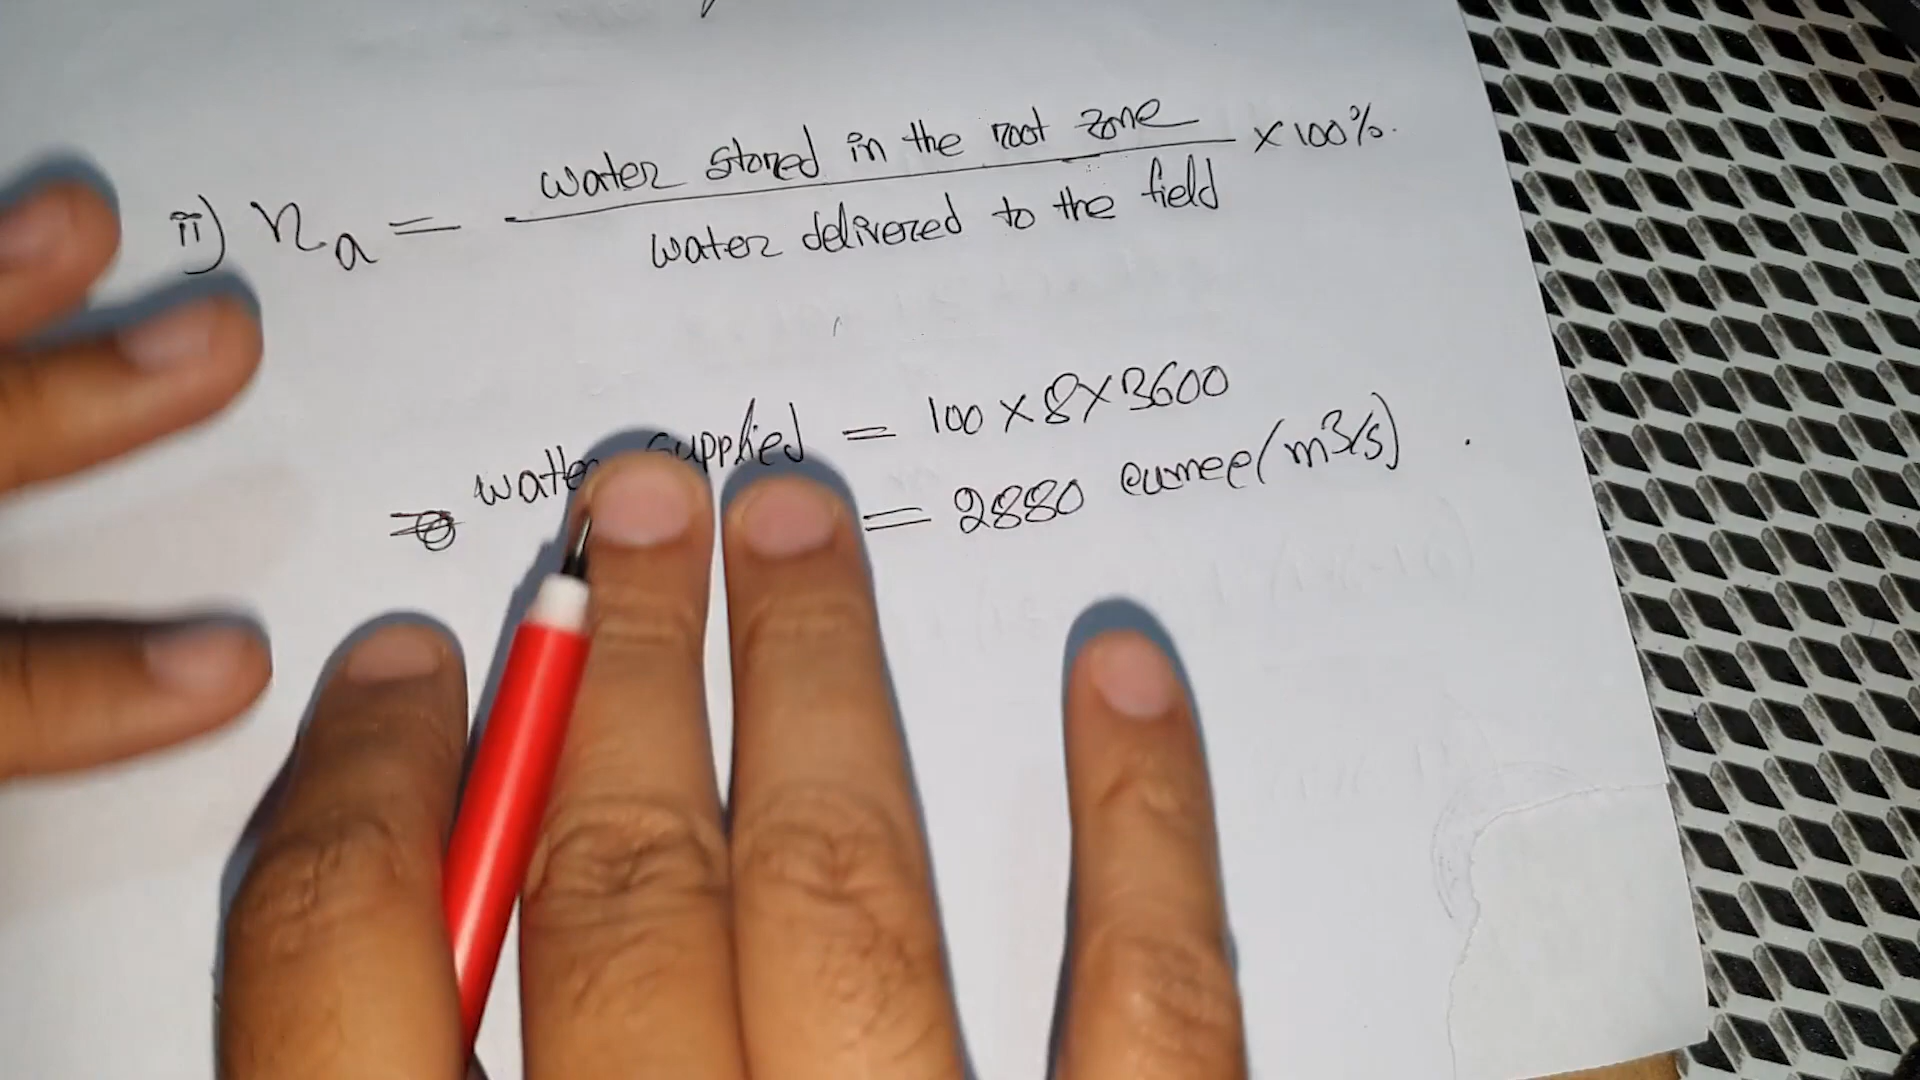 ii) η a = water stored in the root zone / water delivered to the field × 100%.
water supplied = 100 × 8 × 3600
= 2880 cumec (m3/s)